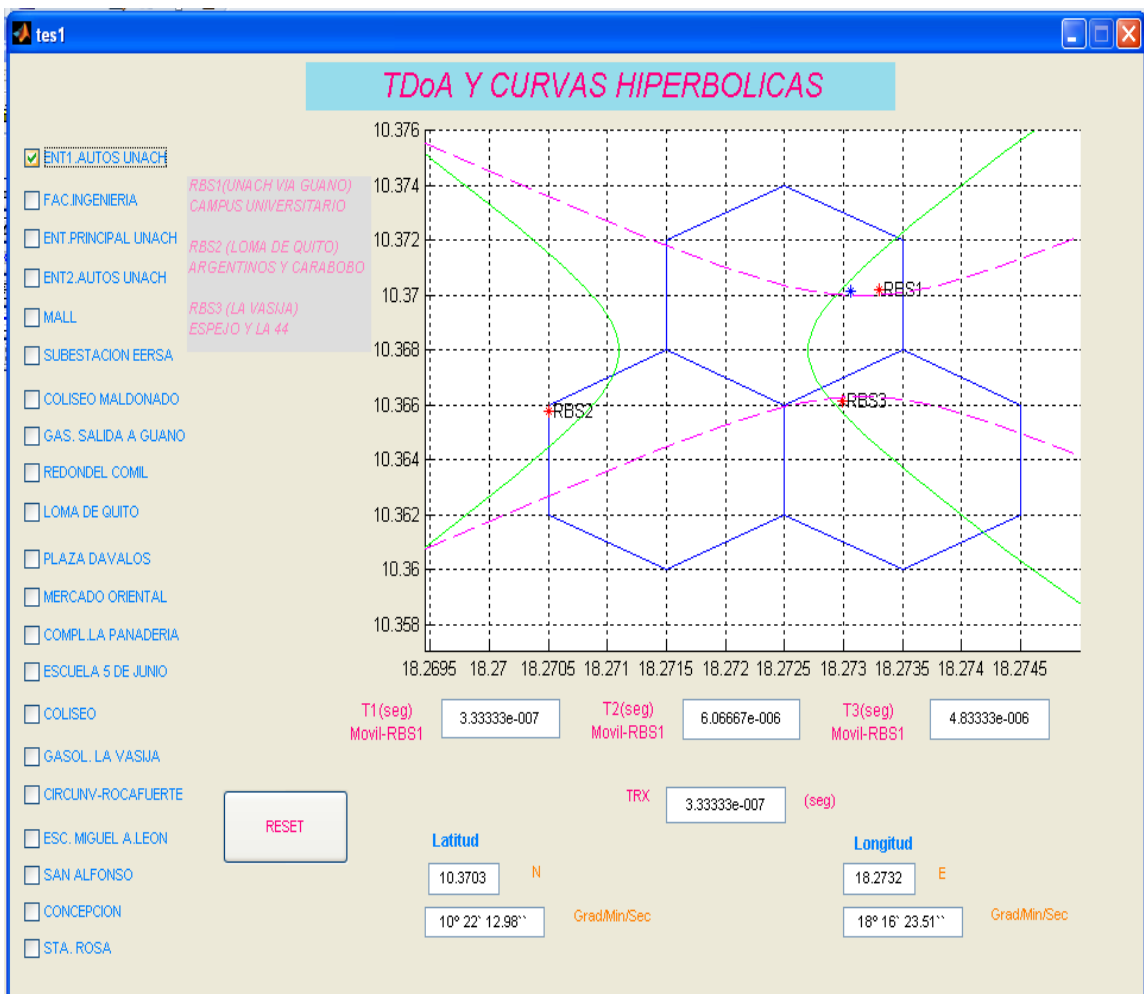 tes1
TDoA Y CURVAS HIPERBOLICAS
ENT1.AUTOS UNACH
FAC.INGENIERIA
ENT.PRINCIPAL UNACH
ENT2.AUTOS UNACH
MALL
SUBESTACION EERSA
COLISEO MALDONADO
GAS. SALIDA A GUANO
REDONDEL COMIL
LOMA DE QUITO
PLAZA DAVALOS
MERCADO ORIENTAL
COMPL.LA PANADERIA
ESCUELA 5 DE JUNIO
COLISEO
GASOL. LA VASIJA
CIRCUNV-ROCAFUERTE
ESC. MIGUEL A.LEON
SAN ALFONSO
CONCEPCION
STA. ROSA
RBS1(UNACH VIA GUANO)
CAMPUS UNIVERSITARIO
RBS2 (LOMA DE QUITO)
ARGENTINOS Y CARABOBO
RBS3 (LA VASIJA)
ESPEJO Y LA 44
10.376
10.374
10.372
10.37
10.368
10.366
10.364
10.362
10.36
10.358
RBS1
RBS2
RBS3
18.2695 18.27 18.2705 18.271 18.2715 18.272 18.2725 18.273 18.2735 18.274 18.2745
T1(seg)
Movil-RBS1
3.33333e-007
T2(seg)
Movil-RBS1
6.06667e-006
T3(seg)
Movil-RBS1
4.83333e-006
TRX
3.33333e-007
(seg)
RESET
Latitud
10.3703
N
10º 22` 12.98``
Grad/Min/Sec
Longitud
18.2732
E
18º 16` 23.51``
Grad/Min/Sec